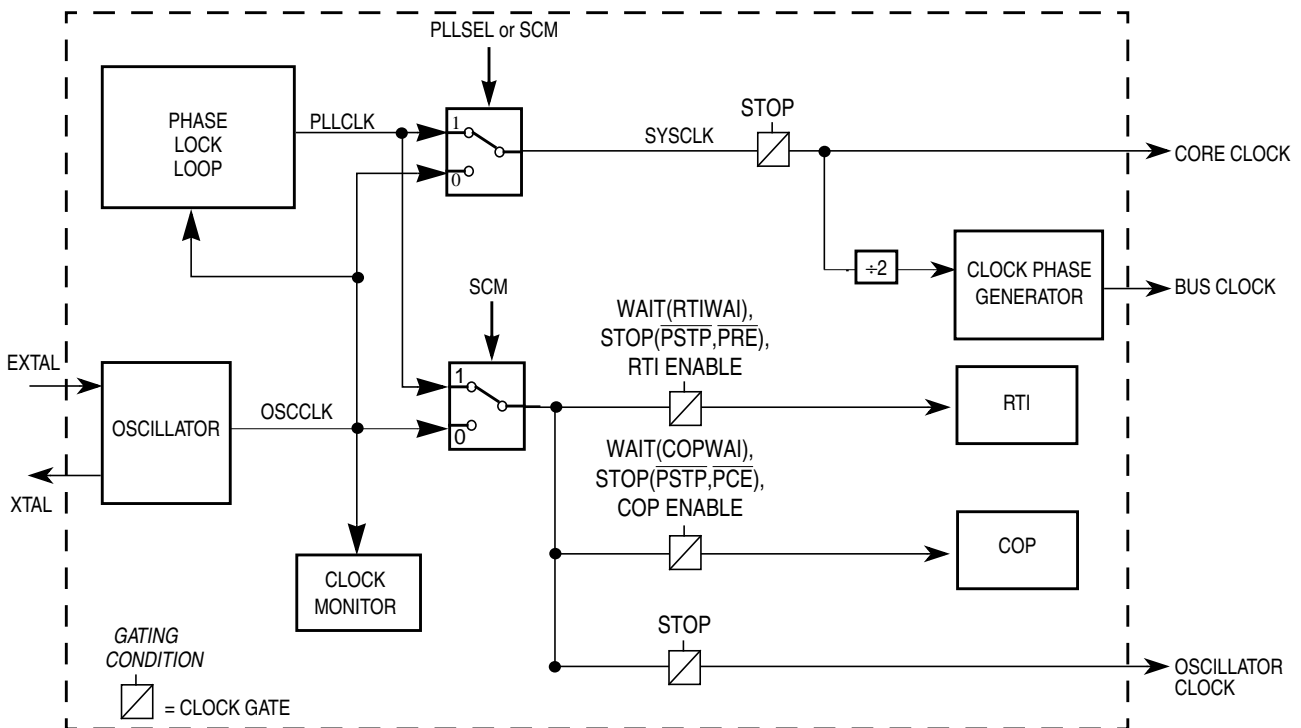 PLLSEL or SCM
PHASE
LOCK
LOOP
PLLCLK
1
0
SYSCLK
STOP
CORE CLOCK
÷2
CLOCK PHASE
GENERATOR
BUS CLOCK
SCM
WAIT(RTIWAI),
STOP(PSTP,PRE),
RTI ENABLE
EXTAL
OSCILLATOR
OSCCLK
1
0
RTI
XTAL
WAIT(COPWAI),
STOP(PSTP,PCE),
COP ENABLE
COP
CLOCK
MONITOR
GATING
CONDITION
= CLOCK GATE
STOP
OSCILLATOR
CLOCK